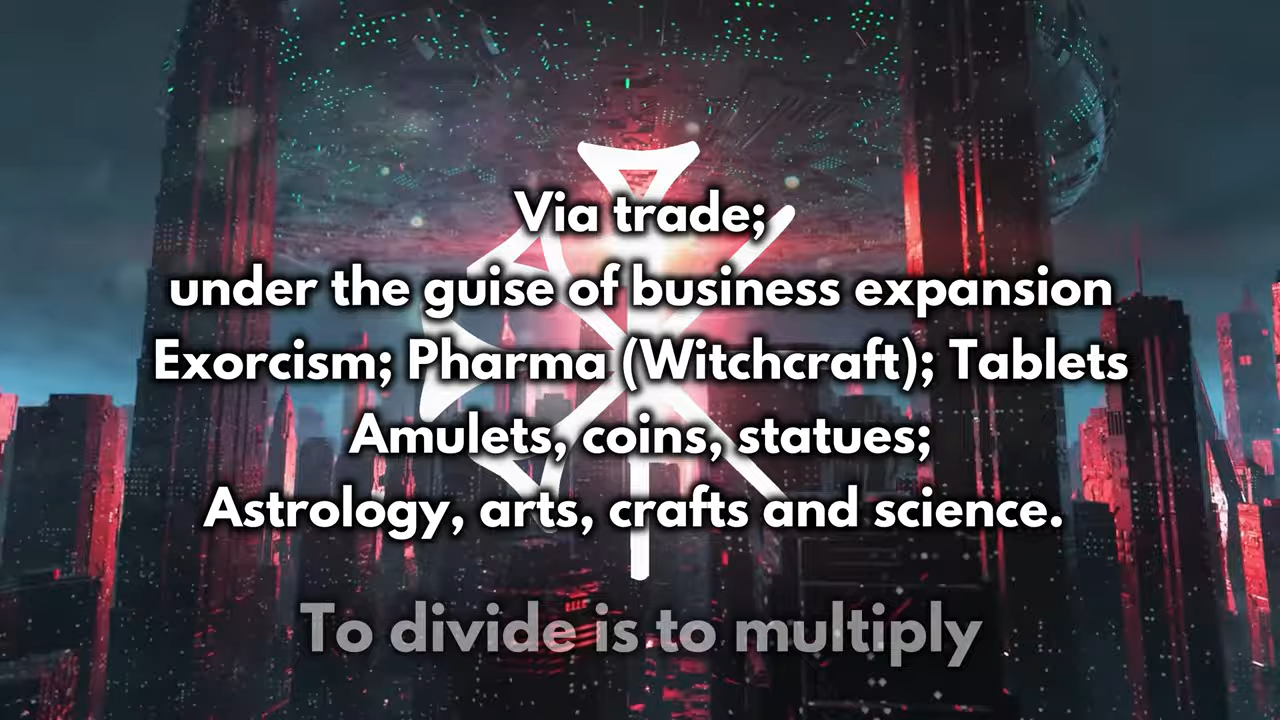 Via trade;
under the guise of business expansion
Exorcism; Pharma (Witchcraft); Tablets
Amulets, coins, statues;
Astrology, arts, crafts and science.
To divide is to multiply